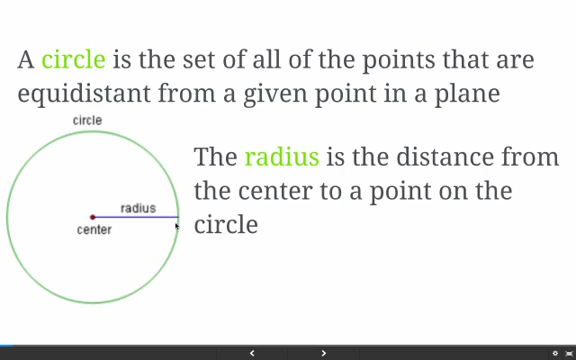 A circle is the set of all of the points that are
equidistant from a given point in a plane
circle
The radius is the distance from
the center to a point on the
circle
radius
center